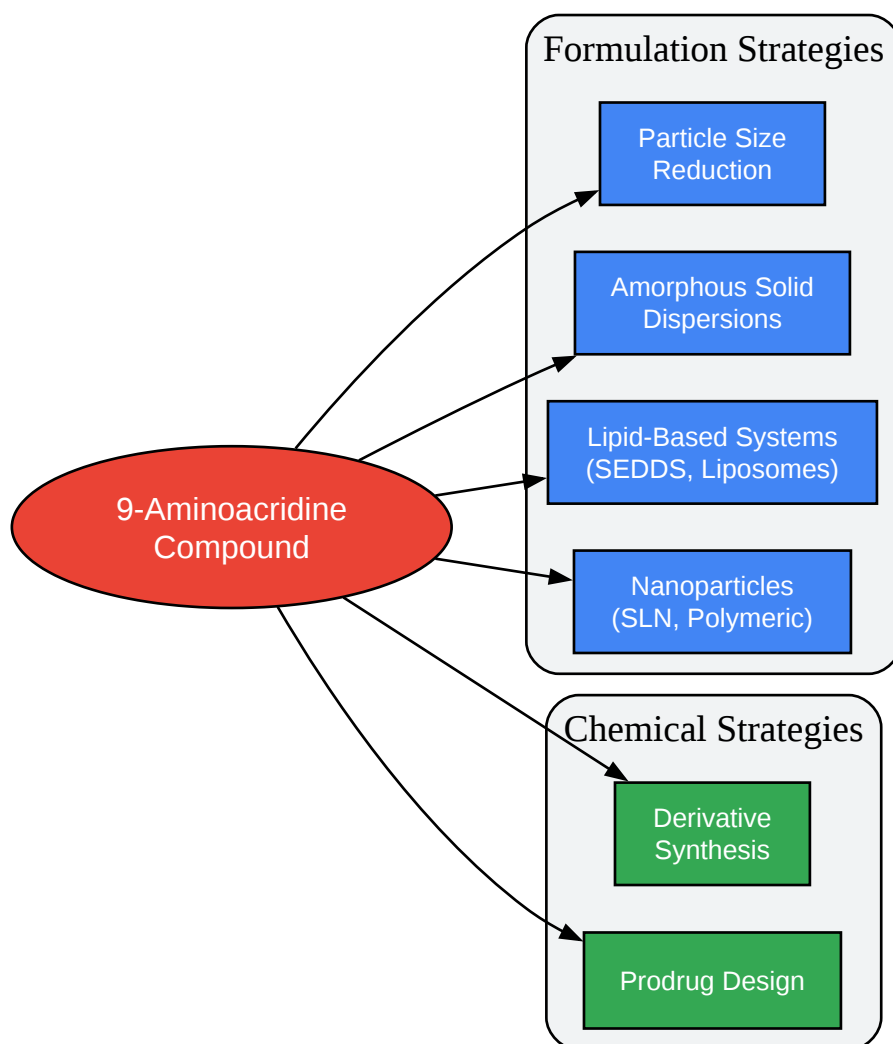 Formulation Strategies
Particle Size
Reduction
Amorphous Solid
Dispersions
Lipid-Based Systems
(SEDDS, Liposomes)
9-Aminoacridine
Compound
Nanoparticles
(SLN, Polymeric)
Chemical Strategies
Derivative
Synthesis
Prodrug Design